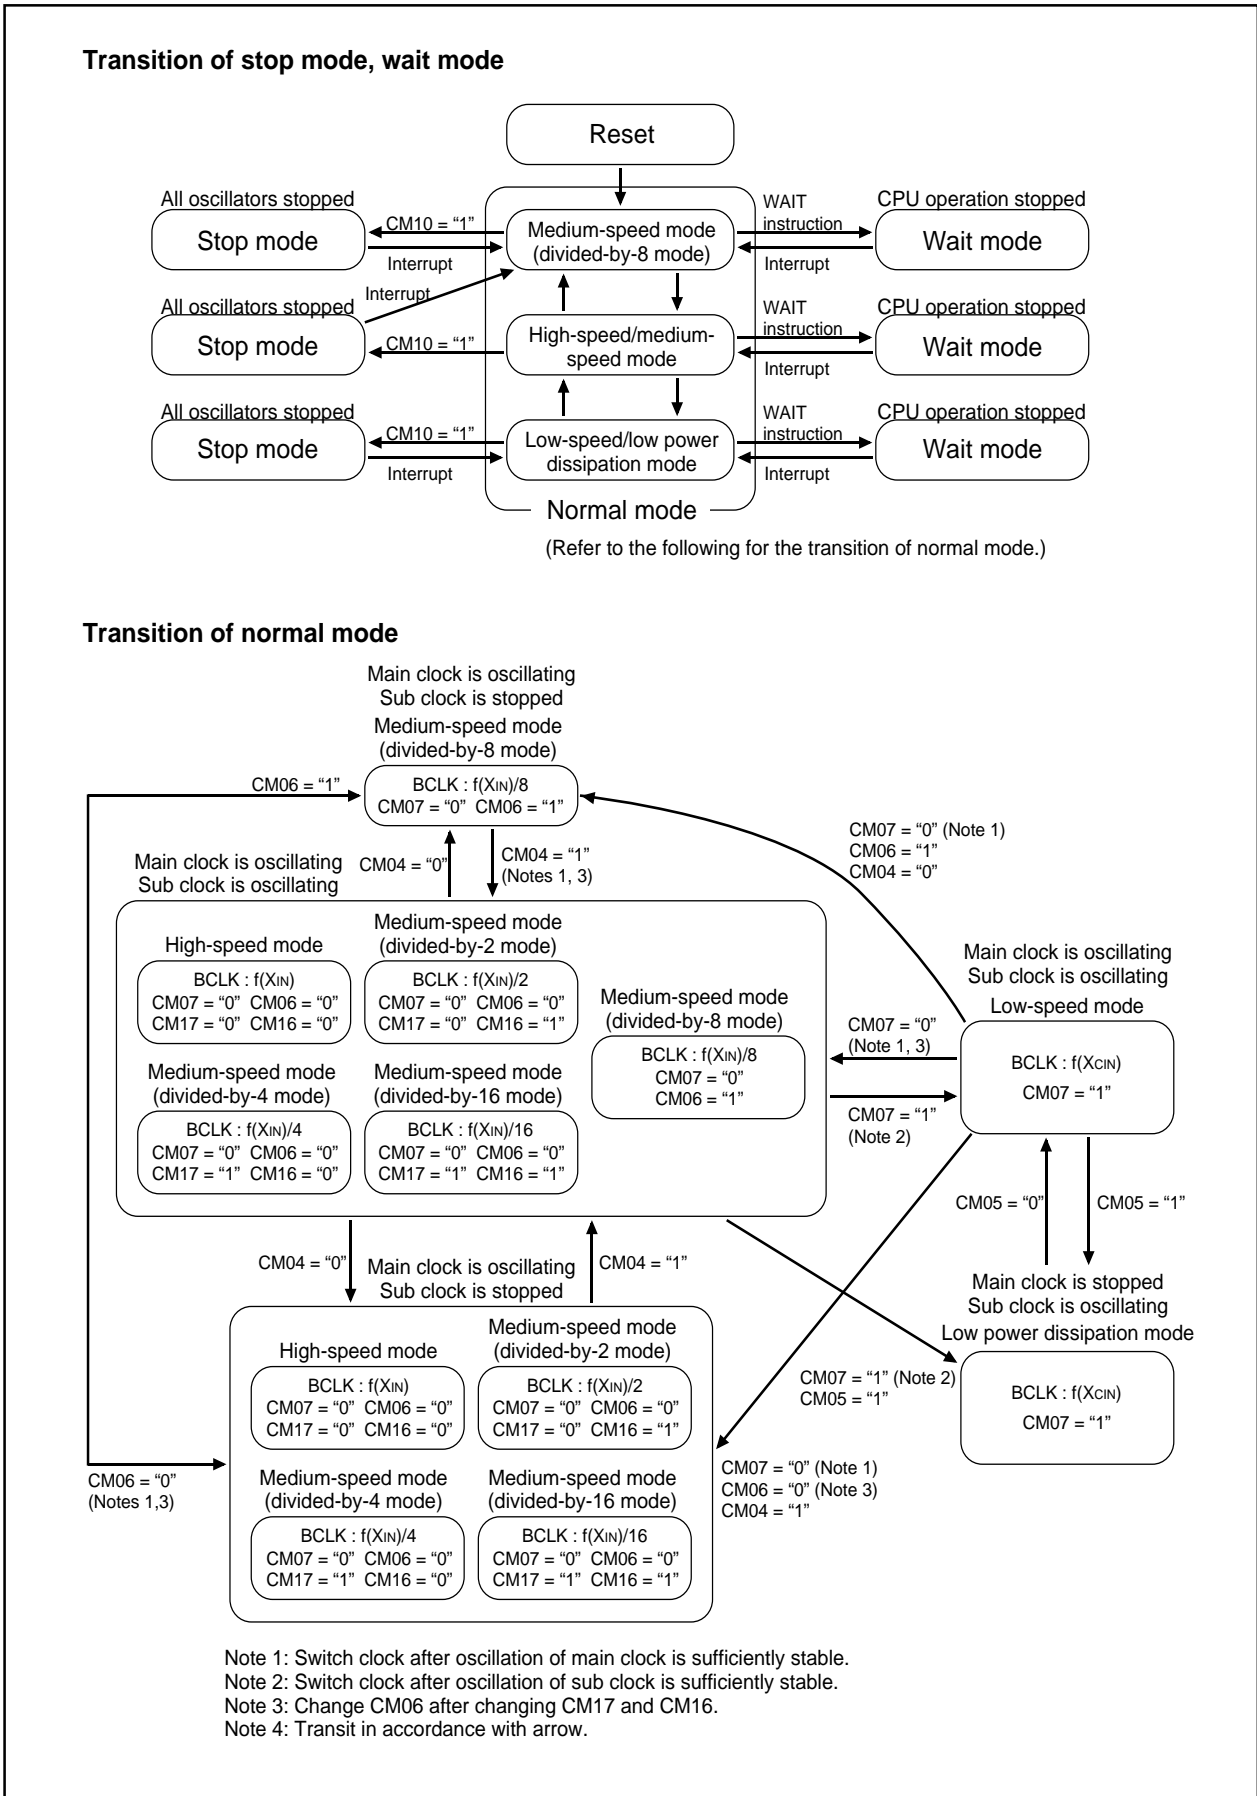 Transition of stop mode, wait mode
Reset
All oscillators stopped
Stop mode
CM10 = “1”
Interrupt
Medium-speed mode
(divided-by-8 mode)
WAIT
instruction
Interrupt
CPU operation stopped
Wait mode
Interrupt
All oscillators stopped
Stop mode
CM10 = “1”
High-speed/medium-
speed mode
WAIT
instruction
Interrupt
CPU operation stopped
Wait mode
All oscillators stopped
Stop mode
CM10 = “1”
Interrupt
Low-speed/low power
dissipation mode
WAIT
instruction
Interrupt
CPU operation stopped
Wait mode
Normal mode
(Refer to the following for the transition of normal mode.)
Transition of normal mode
Main clock is oscillating
Sub clock is stopped
Medium-speed mode
(divided-by-8 mode)
CM06 = “1”
BCLK : f(XIN)/8
CM07 = “0” CM06 = “1”
CM07 = “0” (Note 1)
CM06 = “1”
CM04 = “0”
Main clock is oscillating
Sub clock is oscillating
CM04 = “0”
CM04 = “1”
(Notes 1, 3)
High-speed mode
BCLK : f(XIN)
CM07 = “0” CM06 = “0”
CM17 = “0” CM16 = “0”
Medium-speed mode
(divided-by-2 mode)
BCLK : f(XIN)/2
CM07 = “0” CM06 = “0”
CM17 = “0” CM16 = “1”
Medium-speed mode
(divided-by-8 mode)
BCLK : f(XIN)/8
CM07 = “0”
CM06 = “1”
Medium-speed mode
(divided-by-4 mode)
BCLK : f(XIN)/4
CM07 = “0” CM06 = “0”
CM17 = “1” CM16 = “0”
Medium-speed mode
(divided-by-16 mode)
BCLK : f(XIN)/16
CM07 = “0” CM06 = “0”
CM17 = “1” CM16 = “1”
CM07 = “0”
(Note 1, 3)
CM07 = “1”
(Note 2)
Main clock is oscillating
Sub clock is oscillating
Low-speed mode
BCLK : f(XCIN)
CM07 = “1”
CM05 = “0”
CM05 = “1”
CM04 = “0”
Main clock is oscillating
Sub clock is stopped
CM04 = “1”
Main clock is stopped
Sub clock is oscillating
Low power dissipation mode
BCLK : f(XCIN)
CM07 = “1”
CM07 = “1” (Note 2)
CM05 = “1”
High-speed mode
BCLK : f(XIN)
CM07 = “0” CM06 = “0”
CM17 = “0” CM16 = “0”
Medium-speed mode
(divided-by-2 mode)
BCLK : f(XIN)/2
CM07 = “0” CM06 = “0”
CM17 = “0” CM16 = “1”
CM06 = “0”
(Notes 1,3)
Medium-speed mode
(divided-by-4 mode)
BCLK : f(XIN)/4
CM07 = “0” CM06 = “0”
CM17 = “1” CM16 = “0”
Medium-speed mode
(divided-by-16 mode)
BCLK : f(XIN)/16
CM07 = “0” CM06 = “0”
CM17 = “1” CM16 = “1”
CM07 = “0” (Note 1)
CM06 = “0” (Note 3)
CM04 = “1”
Note 1: Switch clock after oscillation of main clock is sufficiently stable.
Note 2: Switch clock after oscillation of sub clock is sufficiently stable.
Note 3: Change CM06 after changing CM17 and CM16.
Note 4: Transit in accordance with arrow.